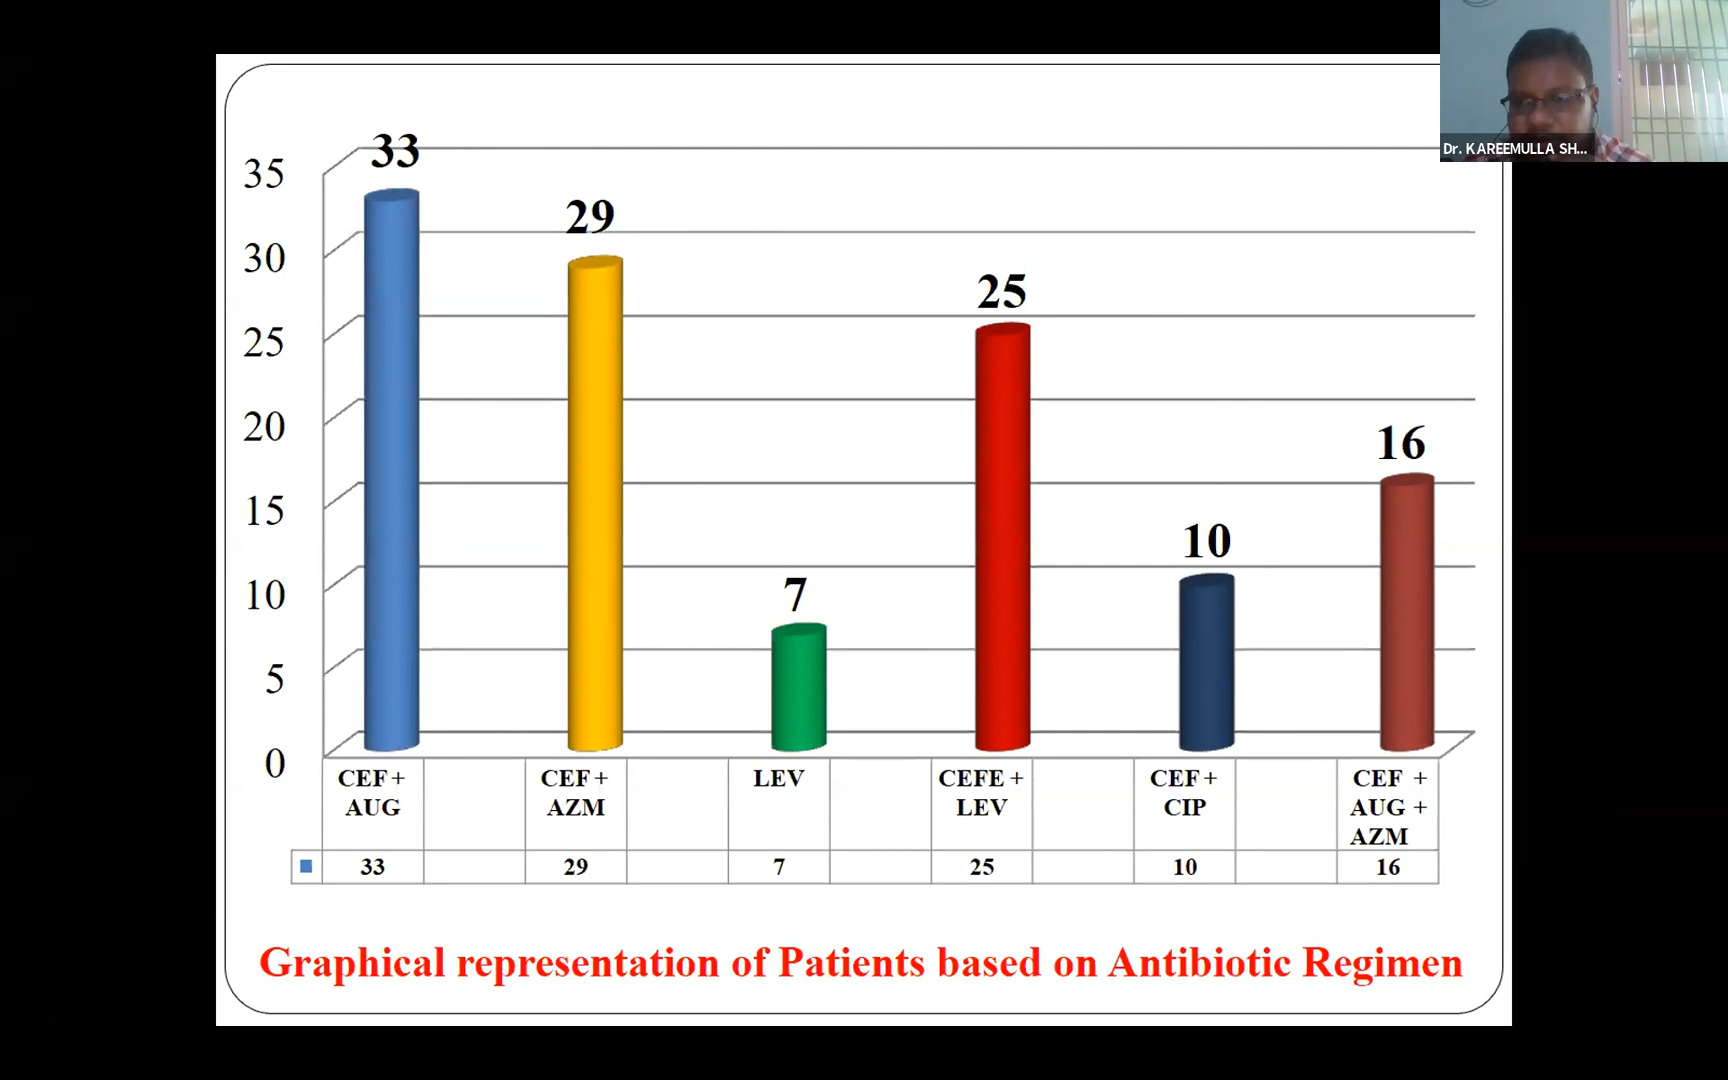 Dr. KAREEMULLA SH...
33
29
7
25
10
16
35
30
25
20
15
10
5
0
CEF + AUG
CEF + AZM
LEV
CEFE + LEV
CEF + CIP
CEF + AUG + AZM
33 29 7 25 10 16
Graphical representation of Patients based on Antibiotic Regimen